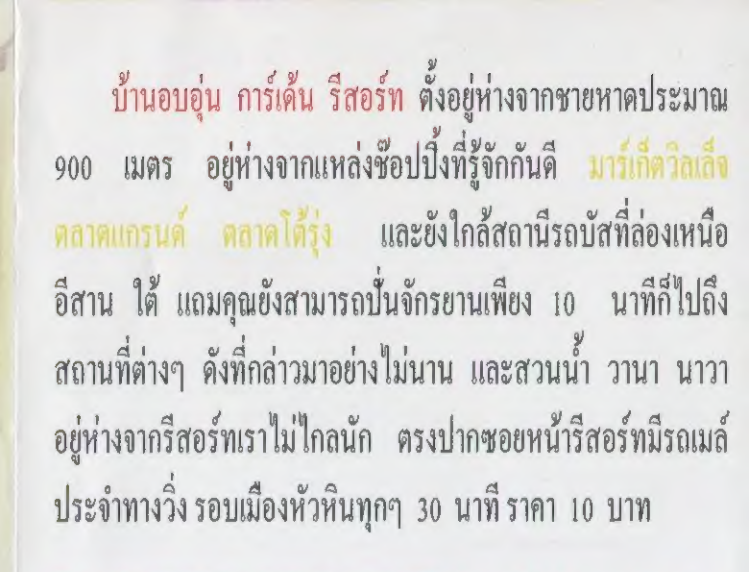 บ้านอบอุ่น การ์เด้น รีสอร์ท ตั้งอยู่ห่างจากชายหาดประมาณ
900 เมตร อยู่ห่างจากแหล่งช๊อปปิ้งที่รู้จักกันดี มาร์เก็ตวิลเล็จ
ตลาดแกรนด์ ตลาดโต้รุ่ง และยังใกล้สถานีรถบัสที่ล่องเหนือ
อีสาน ใต้ แถมคุณยังสามารถปั่นจักรยานเพียง 10 นาทีก็ไปถึง
สถานที่ต่างๆ ดังที่กล่าวมาอย่างไม่นาน และสวนน้ำ วานา นาวา
อยู่ห่างจากรีสอร์ทเราไม่ไกลนัก ตรงปากซอยหน้ารีสอร์ทมีรถเมล์
ประจำทางวิ่ง รอบเมืองหัวหินทุกๆ 30 นาที ราคา 10 บาท